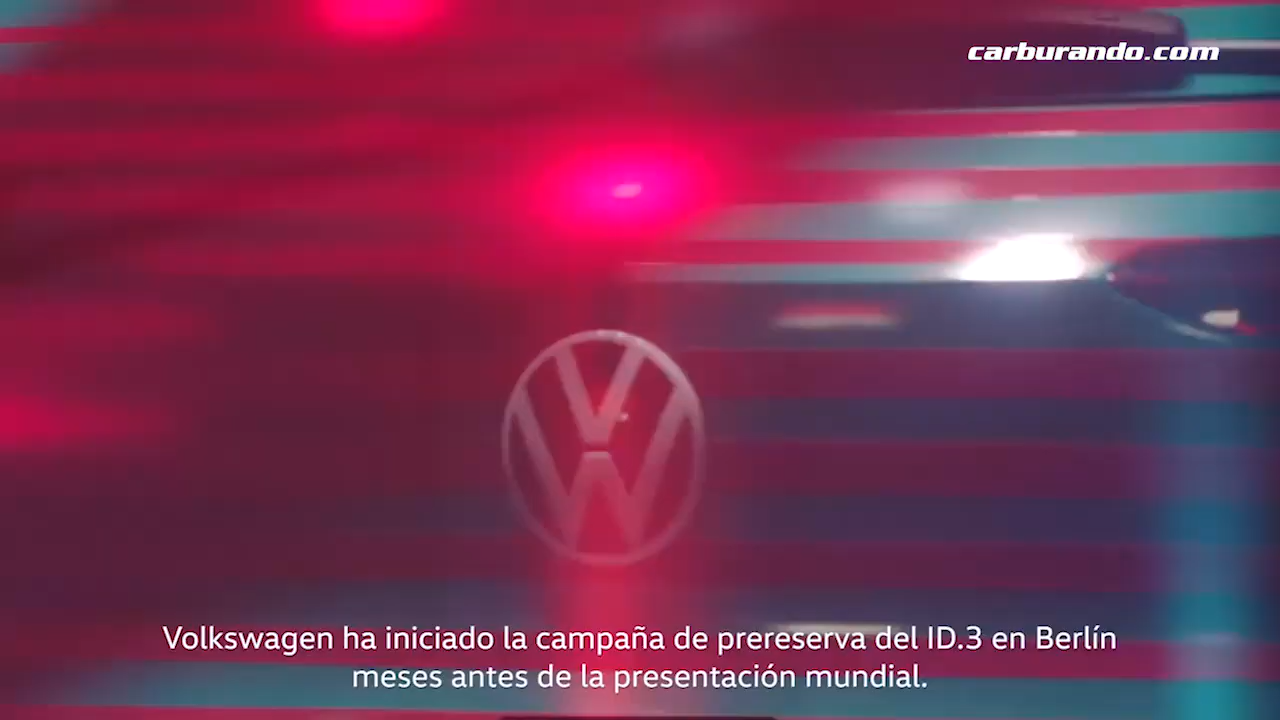 carburando.com
Volkswagen ha iniciado la campaña de prereserva del ID.3 en Berlín
meses antes de la presentación mundial.